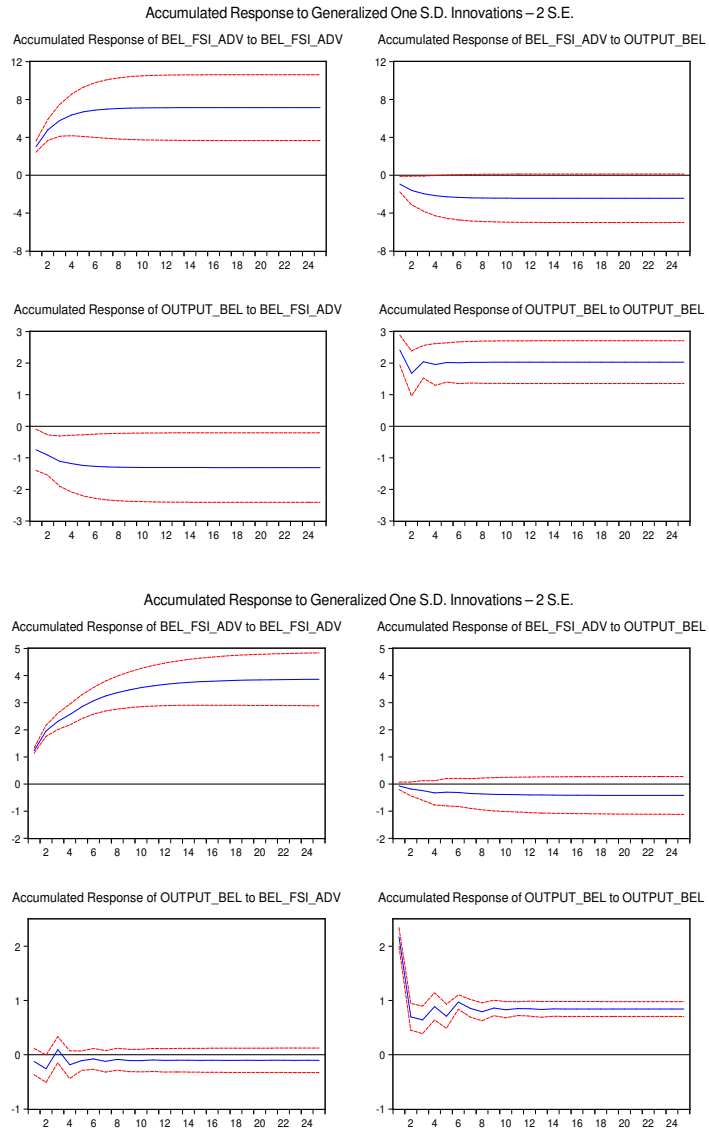 Accumulated Response to Generalized One S.D. Innovations – 2 S.E.
Accumulated Response of BEL_FSI_ADV to BEL_FSI_ADV
12
8
4
0
-4
-8
2 4 6 8 10 12 14 16 18 20 22 24
Accumulated Response of BEL_FSI_ADV to OUTPUT_BEL
12
8
4
0
-4
-8
2 4 6 8 10 12 14 16 18 20 22 24
Accumulated Response of OUTPUT_BEL to BEL_FSI_ADV
3
2
1
0
-1
-2
-3
2 4 6 8 10 12 14 16 18 20 22 24
Accumulated Response of OUTPUT_BEL to OUTPUT_BEL
3
2
1
0
-1
-2
-3
2 4 6 8 10 12 14 16 18 20 22 24
Accumulated Response to Generalized One S.D. Innovations – 2 S.E.
Accumulated Response of BEL_FSI_ADV to BEL_FSI_ADV
5
4
3
2
1
0
-1
-2
2 4 6 8 10 12 14 16 18 20 22 24
Accumulated Response of BEL_FSI_ADV to OUTPUT_BEL
5
4
3
2
1
0
-1
-2
2 4 6 8 10 12 14 16 18 20 22 24
Accumulated Response of OUTPUT_BEL to BEL_FSI_ADV
2
1
0
-1
2 4 6 8 10 12 14 16 18 20 22 24
Accumulated Response of OUTPUT_BEL to OUTPUT_BEL
2
1
0
-1
2 4 6 8 10 12 14 16 18 20 22 24